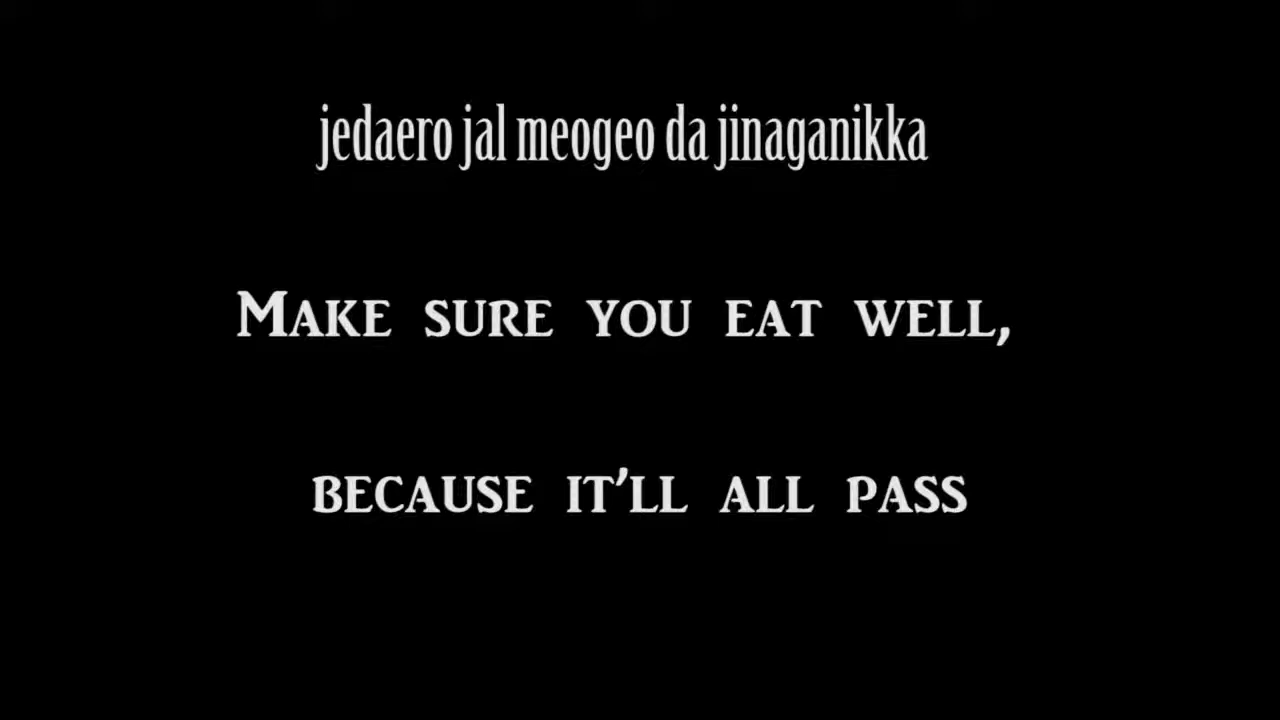 jedaero jal meogeo da jinaganikka
Make sure you eat well,
because it'll all pass